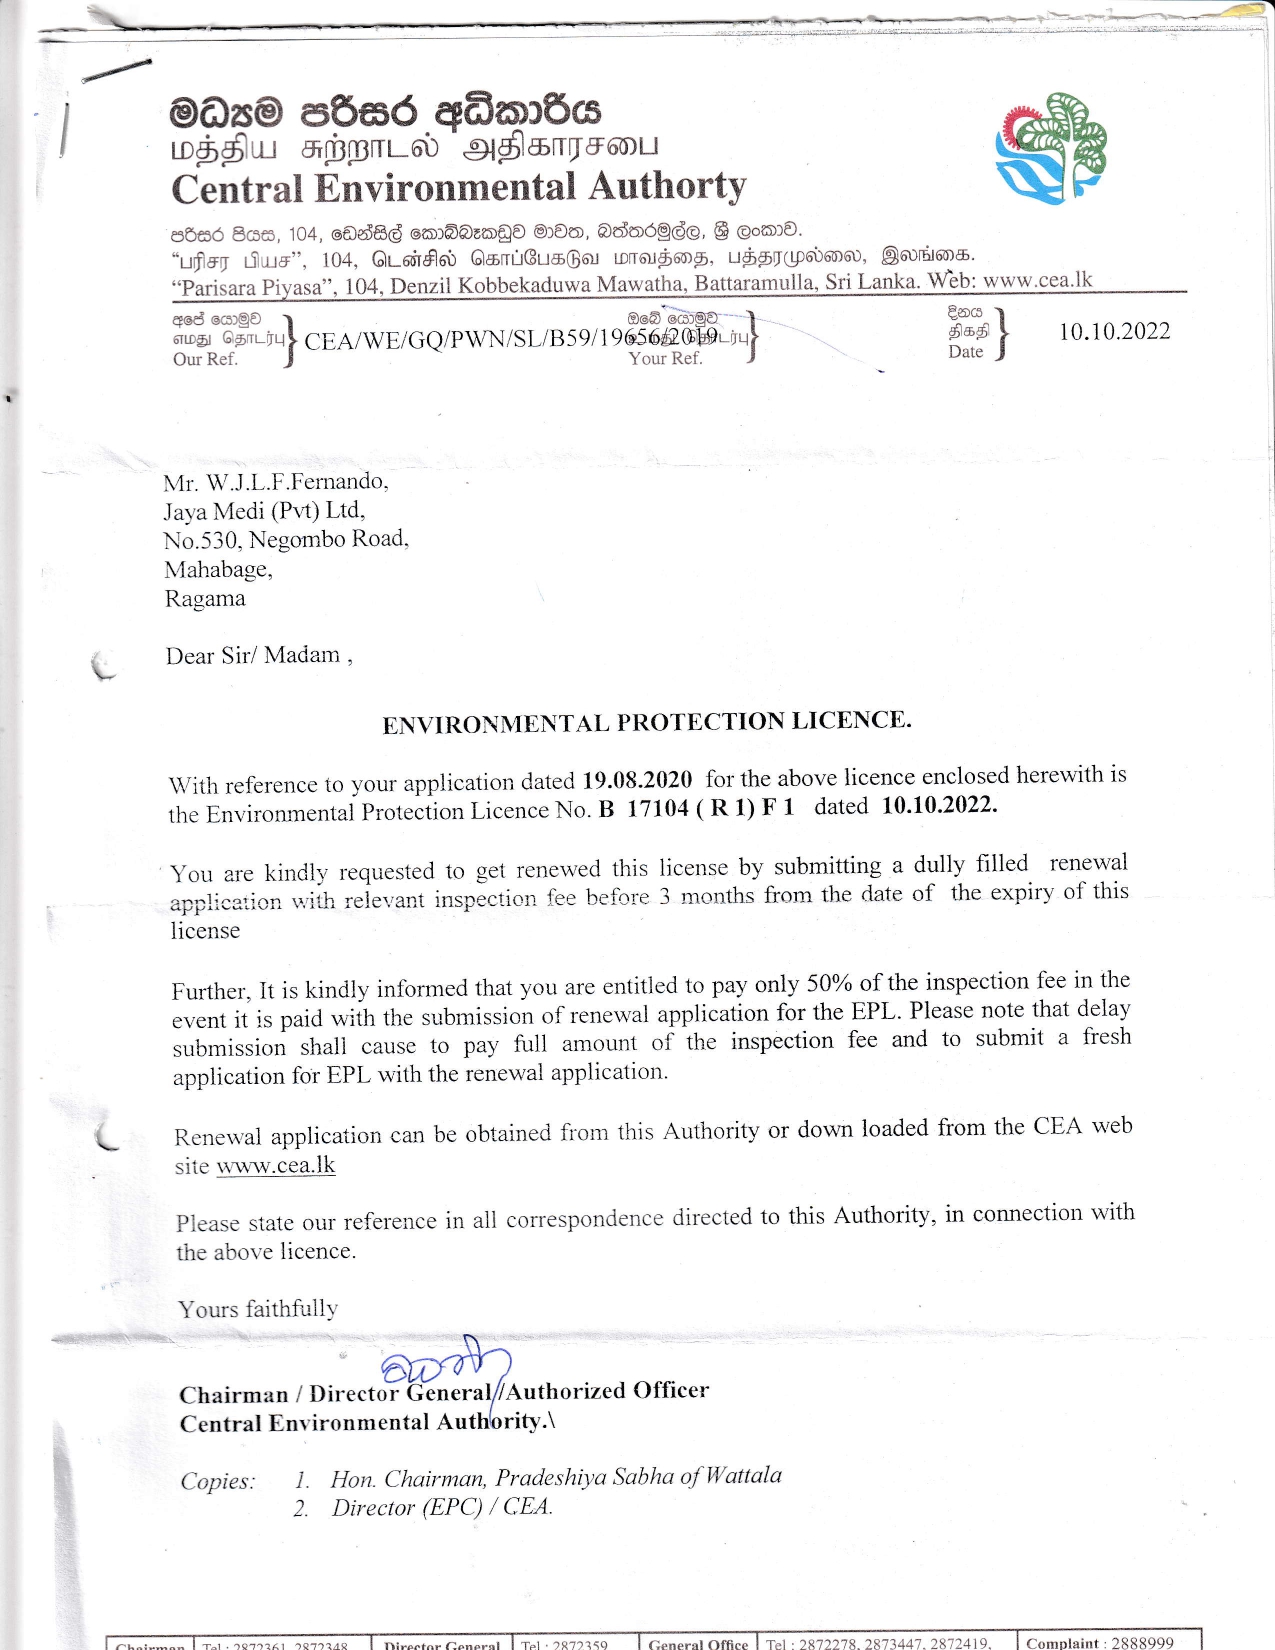 මධ්‍යම පරිසර අධිකාරිය
மத்திய சுற்றாடல் அதிகாரசபை
Central Environmental Authorty
පරිසර පියස, 104, ඩෙන්සිල් කොබ්බෑකඩුව මාවත, බත්තරමුල්ල, ශ්‍රී ලංකාව.
“பரிசர பியச”, 104, டென்சில் கொப்பேகடுவ மாவத்தை, பத்தரமுல்லை, இலங்கை.
“Parisara Piyasa”, 104, Denzil Kobbekaduwa Mawatha, Battaramulla, Sri Lanka. Web: www.cea.lk
අපේ යොමුව
எமது தொடர்பு
Our Ref.
CEA/WE/GQ/PWN/SL/B59/19656/2019
ඔබේ යොමුව
Your Ref.
දිනය
திகதி
Date
10.10.2022
Mr. W.J.L.F.Fernando,
Jaya Medi (Pvt) Ltd,
No.530, Negombo Road,
Mahabage,
Ragama
Dear Sir/ Madam ,
ENVIRONMENTAL PROTECTION LICENCE.
With reference to your application dated 19.08.2020 for the above licence enclosed herewith is
the Environmental Protection Licence No. B 17104 ( R 1) F 1 dated 10.10.2022.
You are kindly requested to get renewed this license by submitting a dully filled renewal
application with relevant inspection fee before 3 months from the date of the expiry of this
license
Further, It is kindly informed that you are entitled to pay only 50% of the inspection fee in the
event it is paid with the submission of renewal application for the EPL. Please note that delay
submission shall cause to pay full amount of the inspection fee and to submit a fresh
application for EPL with the renewal application.
Renewal application can be obtained from this Authority or down loaded from the CEA web
site www.cea.lk
Please state our reference in all correspondence directed to this Authority, in connection with
the above licence.
Yours faithfully
Chairman / Director General//Authorized Officer
Central Environmental Authority.\
Copies: 1. Hon. Chairman, Pradeshiya Sabha of Wattala
2. Director (EPC) / CEA.
Chairman Tel : 2872361, 2872348 Director General Tel : 2872359 General Office Tel : 2872278, 2873447, 2872419, Complaint : 2888999